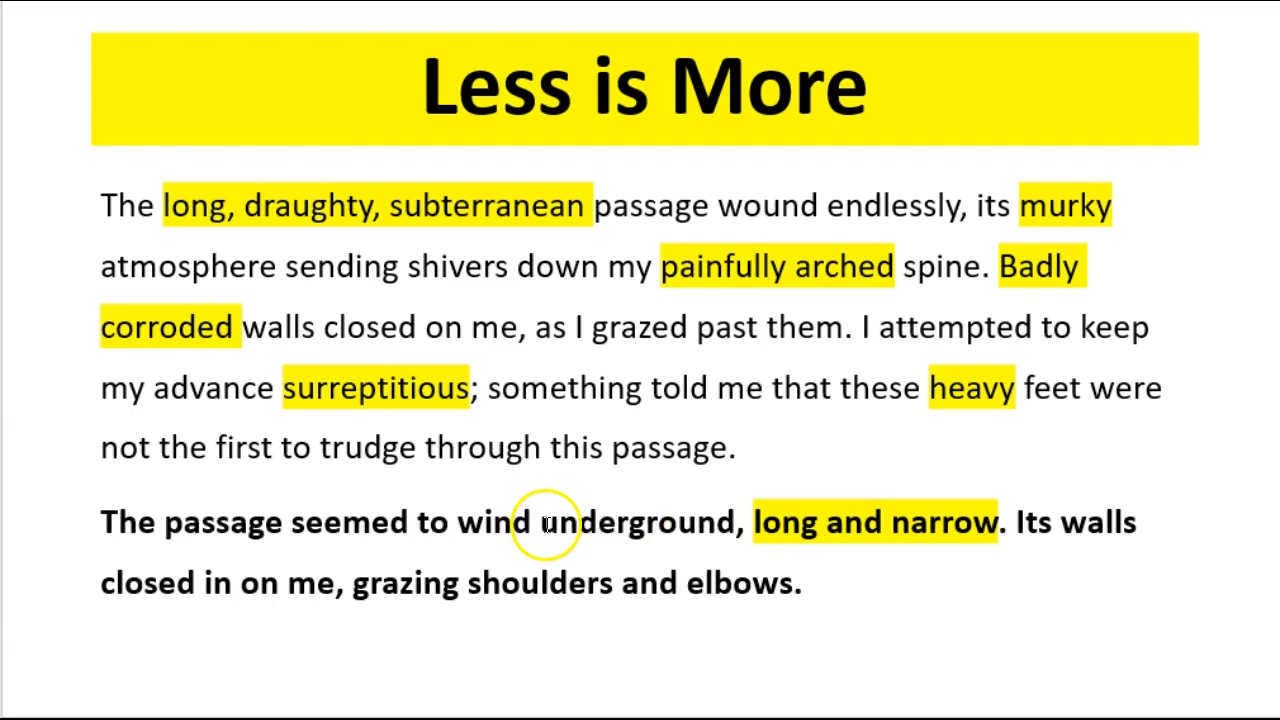 Less is More
The long, draughty, subterranean passage wound endlessly, its murky
atmosphere sending shivers down my painfully arched spine. Badly
corroded walls closed on me, as I grazed past them. I attempted to keep
my advance surreptitious; something told me that these heavy feet were
not the first to trudge through this passage.
The passage seemed to wind underground, long and narrow. Its walls
closed in on me, grazing shoulders and elbows.